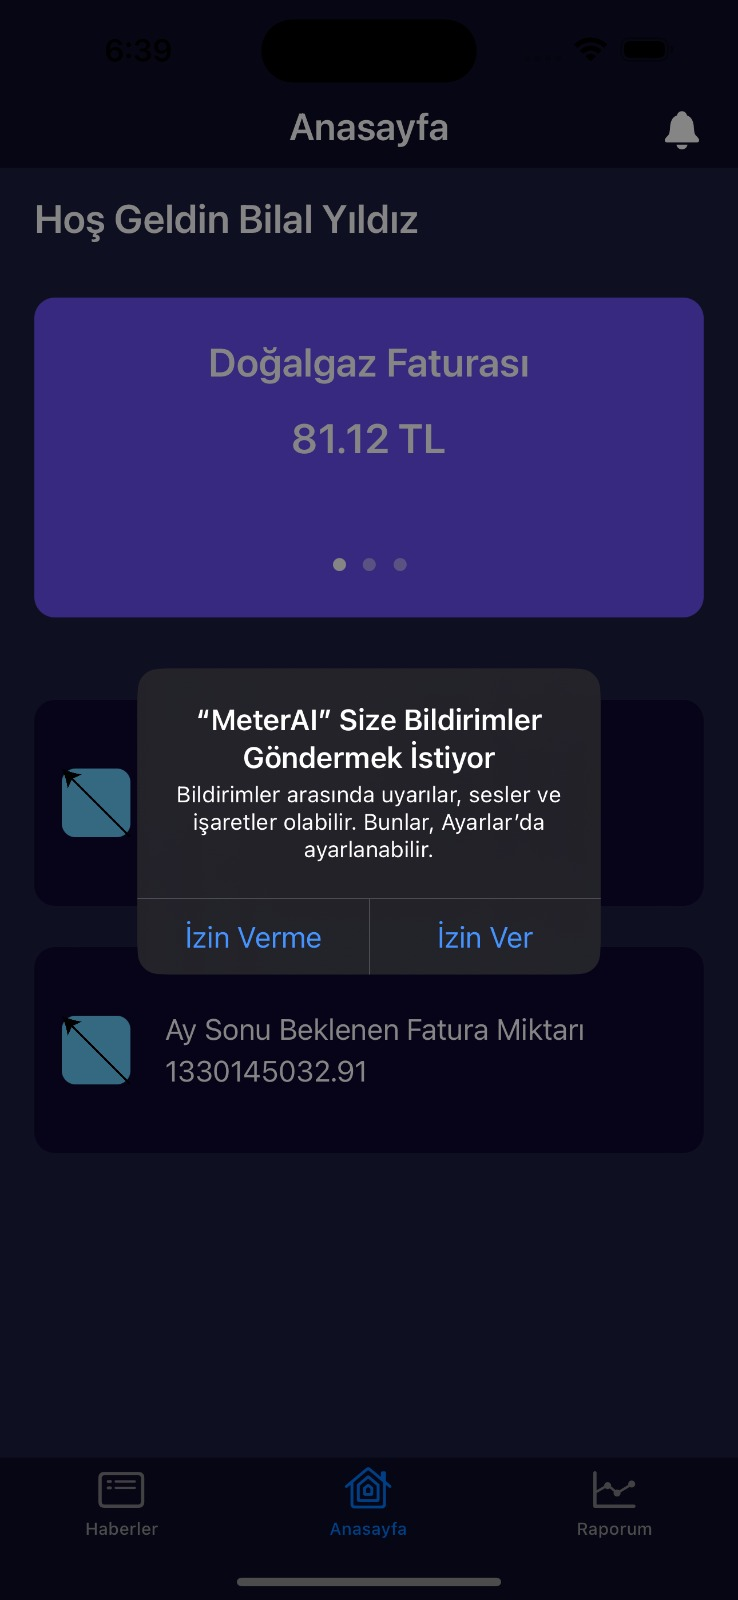 6:39
Anasayfa
Hoş Geldin Bilal Yıldız
Doğalgaz Faturası
81.12 TL
“MeterAI” Size Bildirimler
Göndermek İstiyor
Bildirimler arasında uyarılar, sesler ve
işaretler olabilir. Bunlar, Ayarlar’da
ayarlanabilir.
İzin Verme
İzin Ver
Ay Sonu Beklenen Fatura Miktarı
1330145032.91
Haberler
Anasayfa
Raporum